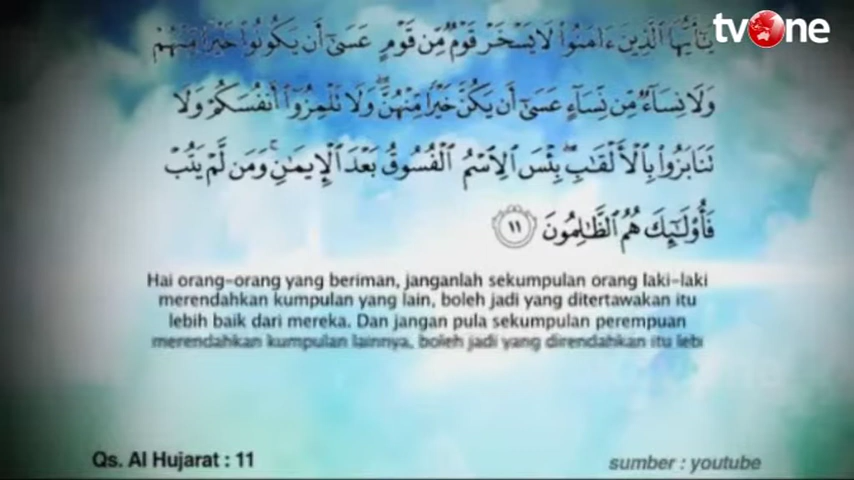 tvOne
يَٰٓأَيُّهَا ٱلَّذِينَ ءَامَنُوا۟ لَا يَسْخَرْ قَوْمٌ مِّن قَوْمٍ عَسَىٰٓ أَن يَكُونُوا۟ خَيْرًا مِّنْهُمْ
وَلَا نِسَآءٌ مِّن نِّسَآءٍ عَسَىٰٓ أَن يَكُنَّ خَيْرًا مِّنْهُنَّ ۖ وَلَا تَلْمِزُوٓا۟ أَنفُسَكُمْ وَلَا
تَنَابَزُوا۟ بِٱلْأَلْقَٰبِ ۖ بِئْسَ ٱلِٱسْمُ ٱلْفُسُوقُ بَعْدَ ٱلْإِيمَٰنِ ۚ وَمَن لَّمْ يَتُبْ
فَأُو۟لَٰٓئِكَ هُمُ ٱلظَّٰلِمُونَ ١١
Hai orang-orang yang beriman, janganlah sekumpulan orang laki-laki
merendahkan kumpulan yang lain, boleh jadi yang ditertawakan itu
lebih baik dari mereka. Dan jangan pula sekumpulan perempuan
merendahkan kumpulan lainnya, boleh jadi yang direndahkan itu lebi
Qs. Al Hujarat : 11
sumber : youtube